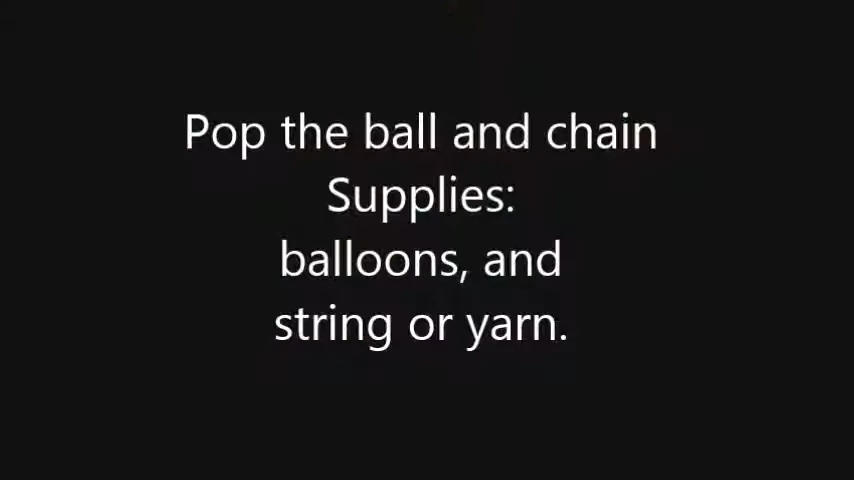 Pop the ball and chain
Supplies:
balloons, and
string or yarn.